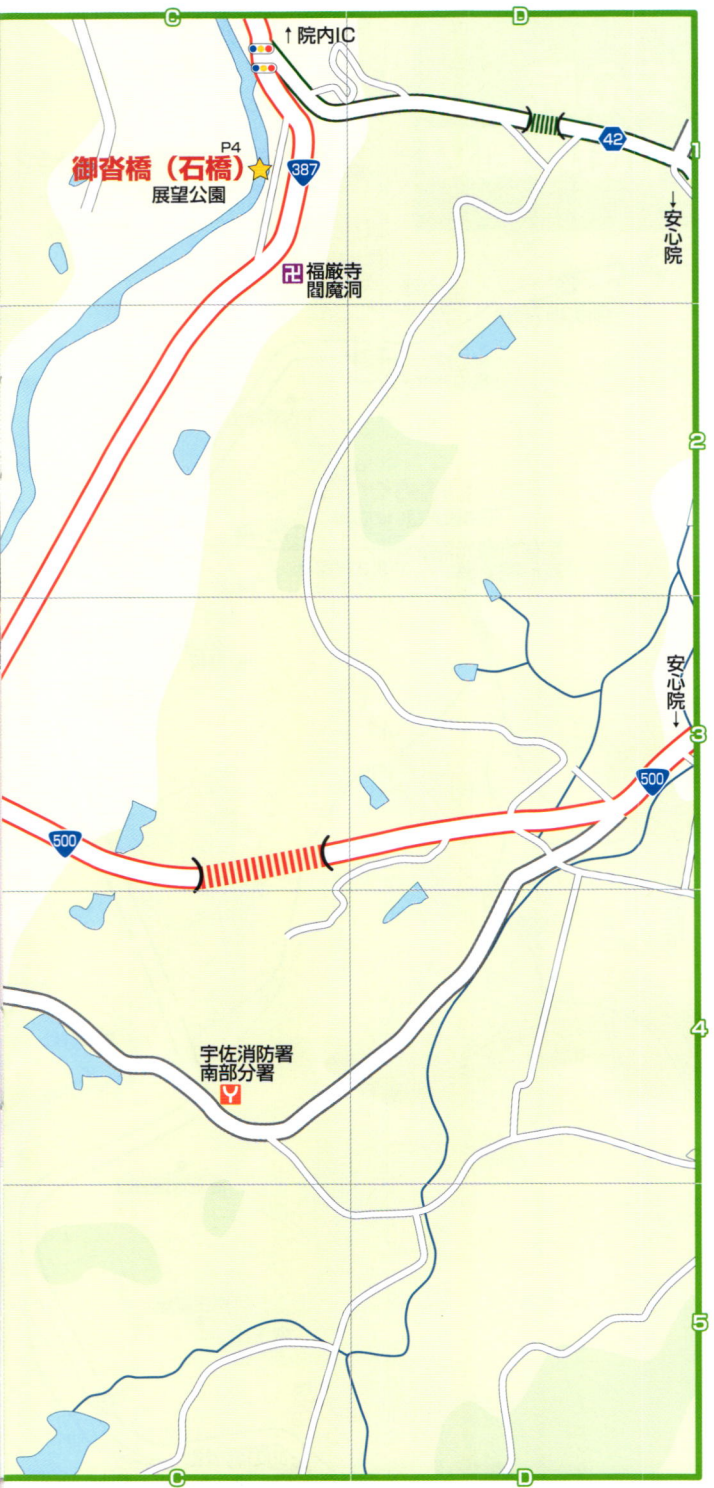 C
D
↑院内IC
P4
御沓橋（石橋）
展望公園
387
42
1
↓安心院
福厳寺
閻魔洞
2
安心院→
3
500
500
4
宇佐消防署
南部分署
5
C
D